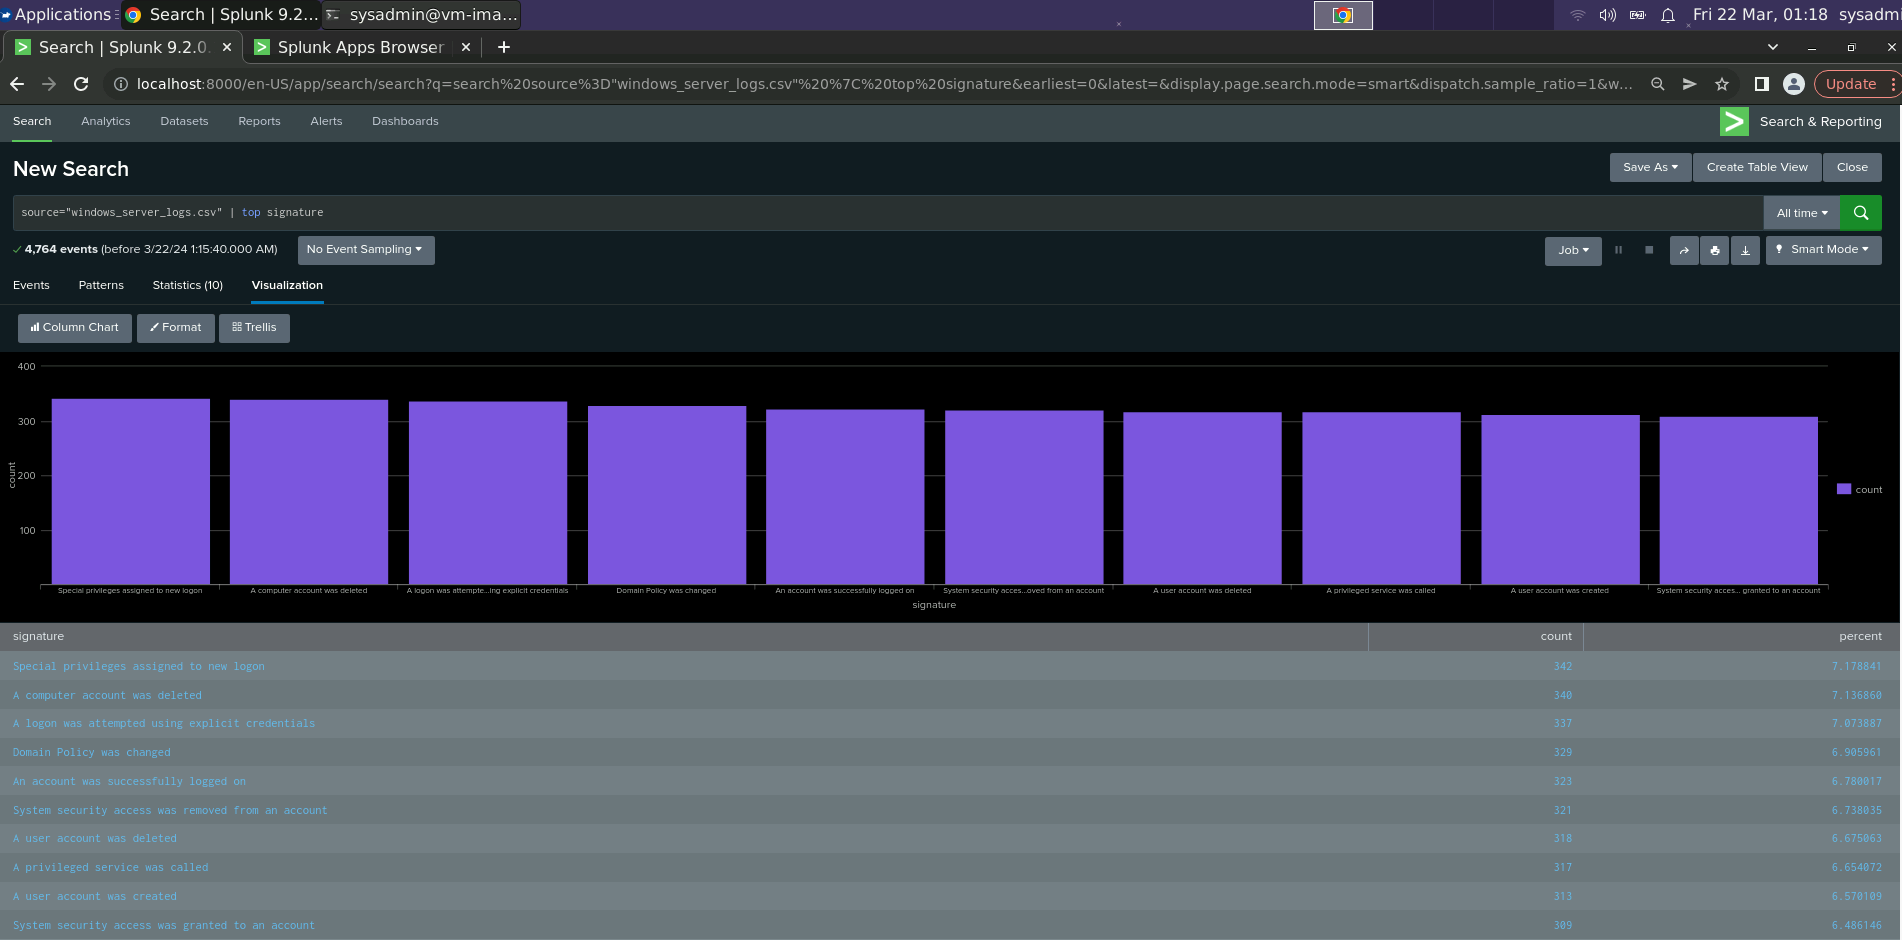 Applications Search | Splunk 9.2... sysadmin@vm-ima... Fri 22 Mar, 01:18 sysadmi
Search | Splunk 9.2.0. Splunk Apps Browser
localhost:8000/en-US/app/search/search?q=search%20source%3D"windows_server_logs.csv"%20%7C%20top%20signature&earliest=0&latest=&display.page.search.mode=smart&dispatch.sample_ratio=1&w... Update
Search Analytics Datasets Reports Alerts Dashboards Search & Reporting
New Search Save As Create Table View Close
source="windows_server_logs.csv" | top signature All time
4,764 events (before 3/22/24 1:15:40.000 AM) No Event Sampling Job Smart Mode
Events Patterns Statistics (10) Visualization
Column Chart Format Trellis
400
300
200
100
count
count
Special privileges assigned to new logon A computer account was deleted A logon was attempte...ing explicit credentials Domain Policy was changed An account was successfully logged on System security acces...oved from an account A user account was deleted A privileged service was called A user account was created System security acces... granted to an account
signature
signature count percent
Special privileges assigned to new logon 342 7.178841
A computer account was deleted 340 7.136860
A logon was attempted using explicit credentials 337 7.073887
Domain Policy was changed 329 6.905961
An account was successfully logged on 323 6.780017
System security access was removed from an account 321 6.738035
A user account was deleted 318 6.675063
A privileged service was called 317 6.654072
A user account was created 313 6.570109
System security access was granted to an account 309 6.486146